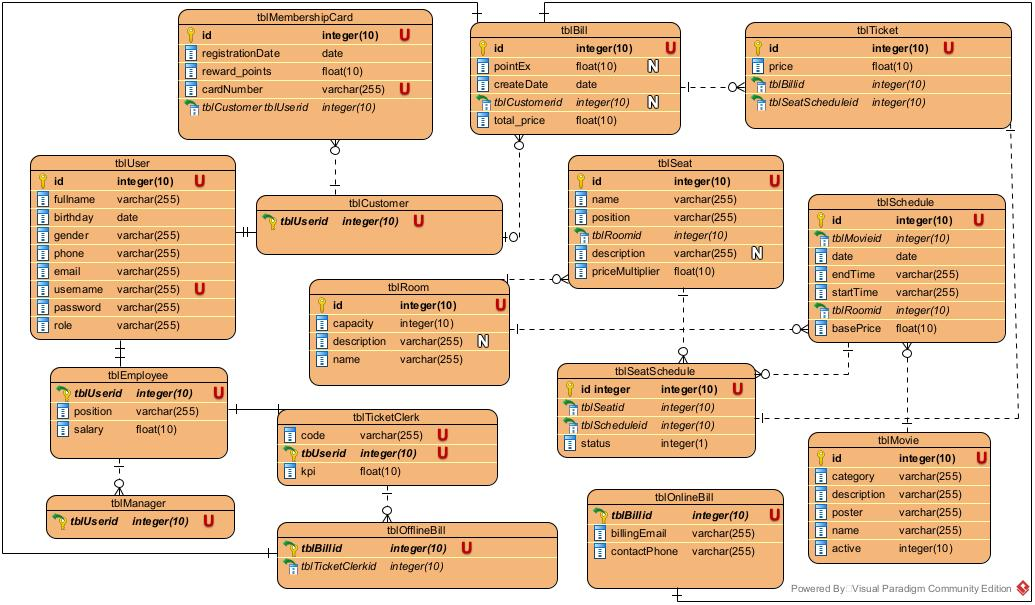 tblMembershipCard
id integer(10) U
registrationDate date
reward_points float(10)
cardNumber varchar(255) U
tblCustomer tblUserid integer(10)
tblBill
id integer(10) U
pointEx float(10) N
createDate date
tblCustomerid integer(10) N
total_price float(10)
tblTicket
id integer(10) U
price float(10)
tblBillid integer(10)
tblSeatScheduleid integer(10)
tblUser
id integer(10) U
fullname varchar(255)
birthday date
gender varchar(255)
phone varchar(255)
email varchar(255)
username varchar(255) U
password varchar(255)
role varchar(255)
tblCustomer
tblUserid integer(10) U
tblSeat
id integer(10) U
name varchar(255)
position varchar(255)
tblRoomid integer(10)
description varchar(255) N
priceMultiplier float(10)
tblSchedule
id integer(10) U
tblMovieid integer(10)
date date
endTime varchar(255)
startTime varchar(255)
tblRoomid integer(10)
basePrice float(10)
tblRoom
id integer(10) U
capacity integer(10)
description varchar(255) N
name varchar(255)
tblEmployee
tblUserid integer(10) U
position varchar(255)
salary float(10)
tblSeatSchedule
id integer integer(10) U
tblSeatid integer(10)
tblScheduleid integer(10)
status integer(1)
tblTicketClerk
code varchar(255) U
tblUserid integer(10) U
kpi float(10)
tblMovie
id integer(10) U
category varchar(255)
description varchar(255)
poster varchar(255)
name varchar(255)
active integer(10)
tblManager
tblUserid integer(10) U
tblOfflineBill
tblBillid integer(10) U
tblTicketClerkid integer(10)
tblOnlineBill
tblBillid integer(10) U
billingEmail varchar(255)
contactPhone varchar(255)
Powered By: Visual Paradigm Community Edition